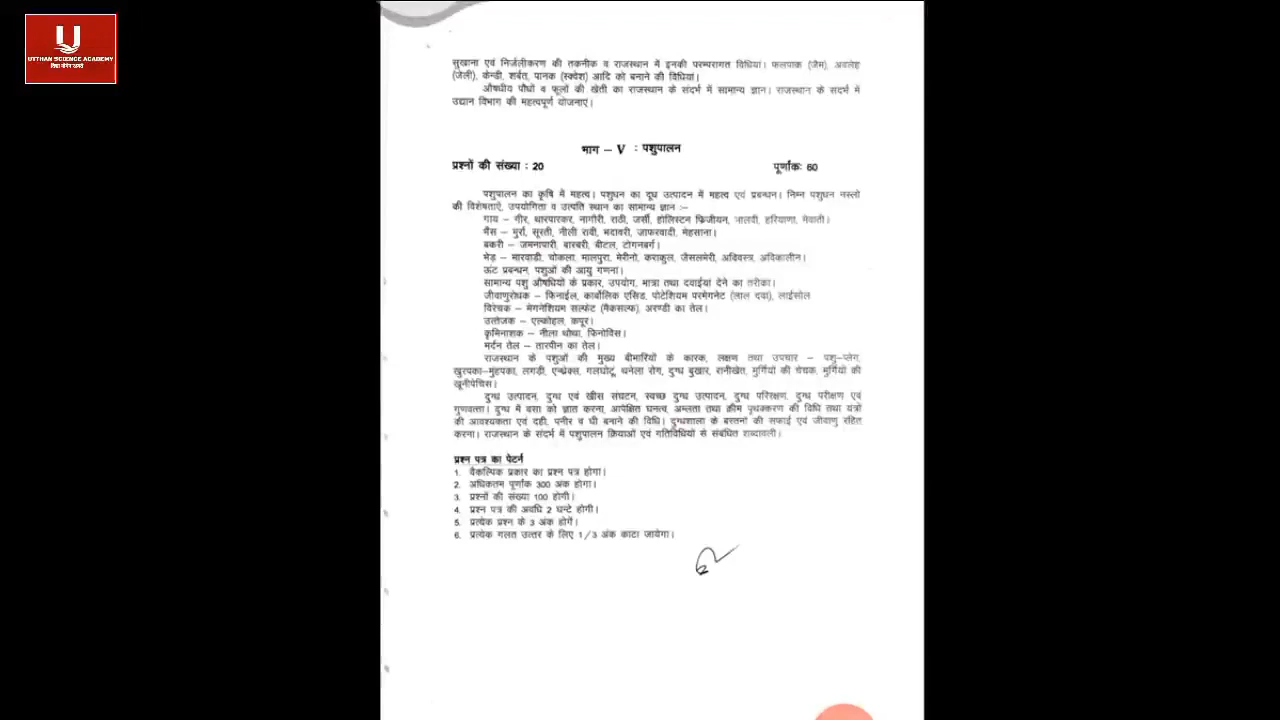 UTTHAN SCIENCE ACADEMY
सुखाना एवं निर्जलीकरण की तकनीक व राजस्थान में इनकी परम्परागत विधियां। फलपाक (जैम), अवलेह
(जेली), केन्डी, शर्बत, पानक (स्क्वेश) आदि को बनाने की विधियां।
औषधीय पौधों व फूलों की खेती का राजस्थान के संदर्भ में सामान्य ज्ञान। राजस्थान के संदर्भ में
उद्यान विभाग की महत्वपूर्ण योजनाएं।
भाग – V : पशुपालन
प्रश्नों की संख्या : 20 पूर्णांकः 60
पशुपालन का कृषि में महत्व। पशुधन का दूध उत्पादन में महत्व एवं प्रबन्धन। निम्न पशुधन नस्लों
की विशेषताएं, उपयोगिता व उत्पति स्थान का सामान्य ज्ञान :–
गाय – गीर, थारपारकर, नागौरी, राठी, जर्सी, होलिस्टन फ्रिजीयन, मालवी, हरियाणा, मेवाती।
भैंस – मुर्रा, सूरती, नीली रावी, भदावरी, जाफरवादी, मेहसाना।
बकरी – जमनापारी, बारबरी, बीटल, टोगनबर्ग।
भेड़ – मारवाडी, चोकला, मालपुरा, मेरीनो, कराकुल, जैसलमेरी, अविवस्त्र, अविकालीन।
ऊंट प्रबन्धन, पशुओं की आयु गणना।
सामान्य पशु औषधियों के प्रकार, उपयोग, मात्रा तथा दवाईयां देने का तरीका।
जीवाणुरोधक – फिनाईल, कार्बोलिक एसिड, पोटेशियम परमेगनेट (लाल दवा), लाईसोल
विरेचक – मेगनेशियम सल्फेट (मैकसल्फ), अरण्डी का तेल।
उत्तेजक – एल्कोहल, कपूर।
कृमिनाशक – नीला थोथा, फिनोविस।
मर्दन तेल – तारपीन का तेल।
राजस्थान के पशुओं की मुख्य बीमारियों के कारक, लक्षण तथा उपचार – पशु–प्लेग,
खुरपका–मुंहपका, लगडी, एन्थ्रेक्स, गलघोटू, थनेला रोग, दुग्ध बुखार, रानीखेत, मुर्गियों की चेचक, मुर्गियों की
खूनीपेचिस।
दुग्ध उत्पादन, दुग्ध एवं खीस संघटन, स्वच्छ दुग्ध उत्पादन, दुग्ध परिरक्षण, दुग्ध परीक्षण एवं
गुणवत्ता। दुग्ध में वसा को ज्ञात करना, आपेक्षित घनत्व, अम्लता तथा क्रीम पृथक्करण की विधि तथा यंत्रों
की आवश्यकता एवं दही, पनीर व घी बनाने की विधि। दुग्धशाला के बरतनों की सफाई एवं जीवाणु रहित
करना। राजस्थान के संदर्भ में पशुपालन क्रियाओं एवं गतिविधियों से संबंधित शब्दावली।
प्रश्न पत्र का पेटर्न
1. वैकल्पिक प्रकार का प्रश्न पत्र होगा।
2. अधिकतम पूर्णांक 300 अंक होगा।
3. प्रश्नों की संख्या 100 होगी।
4. प्रश्न पत्र की अवधि 2 घन्टे होगी।
5. प्रत्येक प्रश्न के 3 अंक होगें।
6. प्रत्येक गलत उत्तर के लिए 1/3 अंक काटा जायेगा।